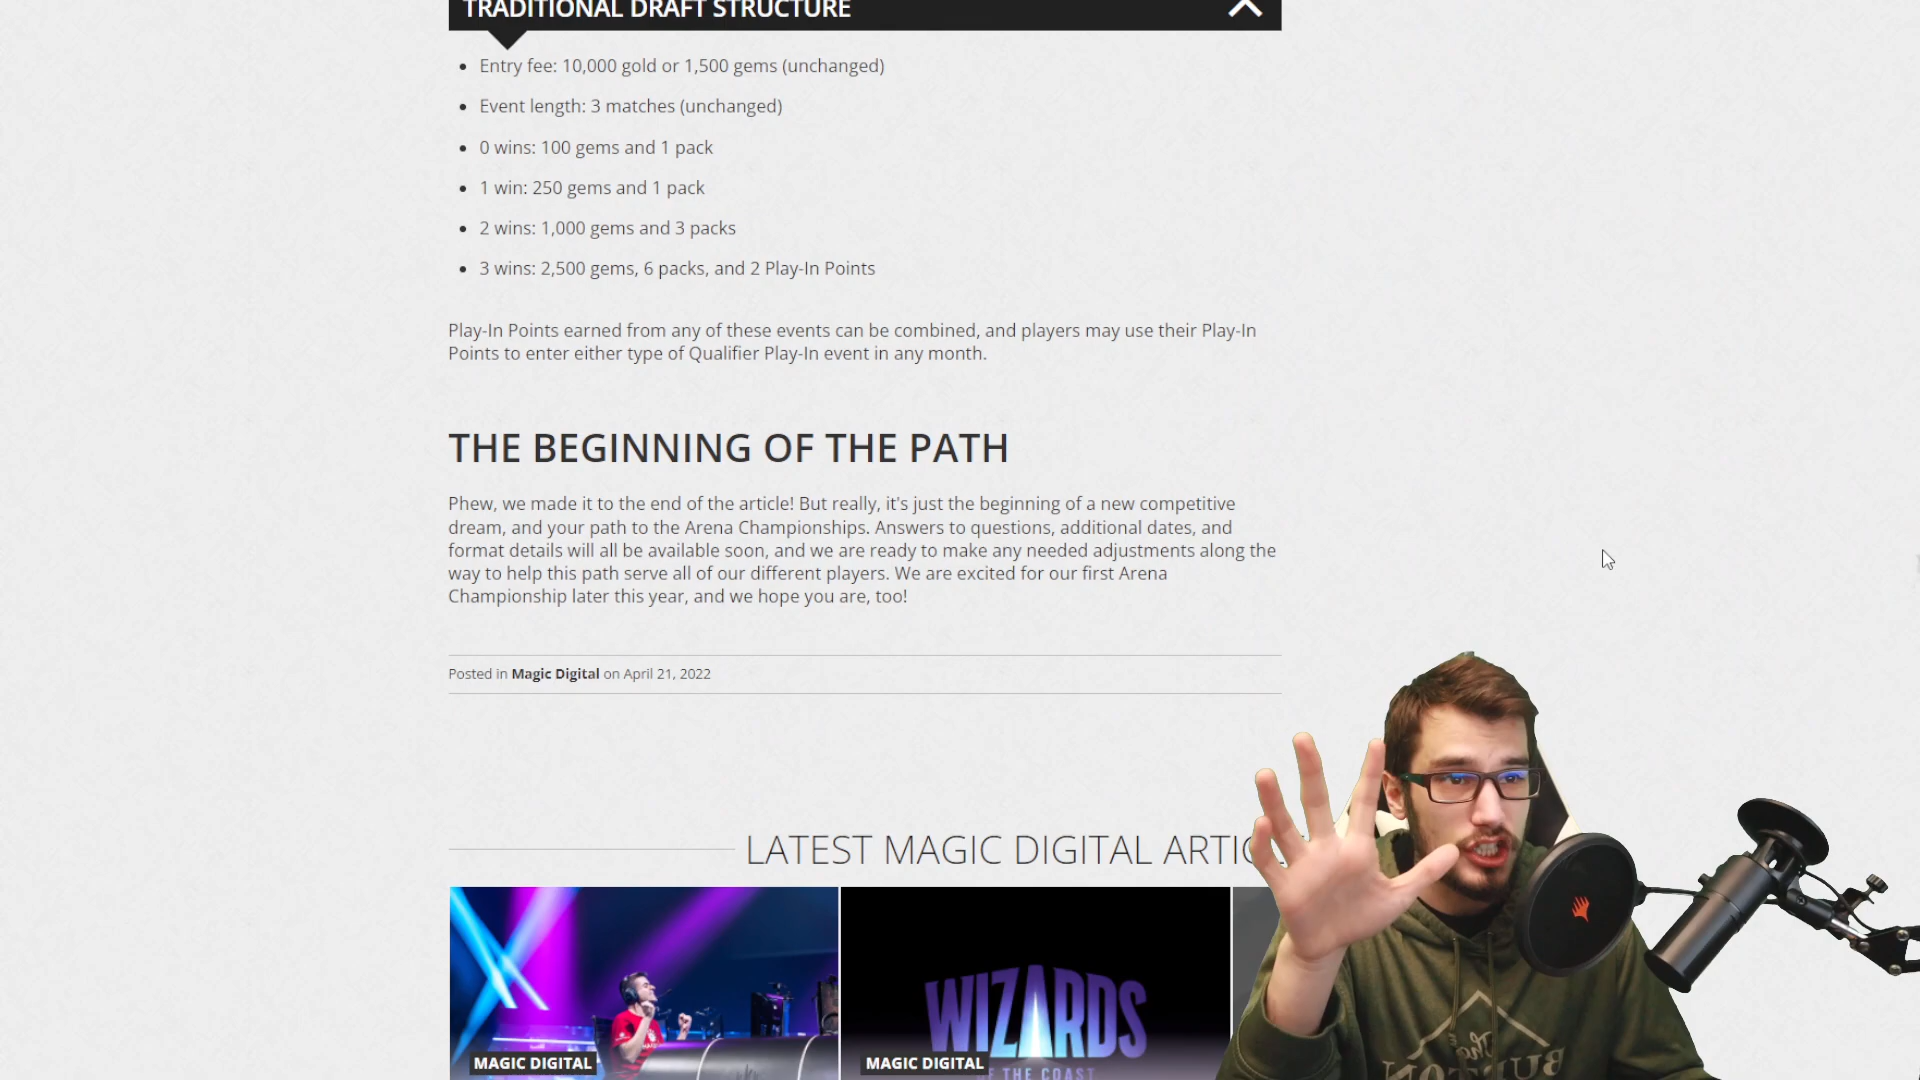 TRADITIONAL DRAFT STRUCTURE
• Entry fee: 10,000 gold or 1,500 gems (unchanged)
• Event length: 3 matches (unchanged)
• 0 wins: 100 gems and 1 pack
• 1 win: 250 gems and 1 pack
• 2 wins: 1,000 gems and 3 packs
• 3 wins: 2,500 gems, 6 packs, and 2 Play-In Points
Play-In Points earned from any of these events can be combined, and players may use their Play-In
Points to enter either type of Qualifier Play-In event in any month.
THE BEGINNING OF THE PATH
Phew, we made it to the end of the article! But really, it's just the beginning of a new competitive
dream, and your path to the Arena Championships. Answers to questions, additional dates, and
format details will all be available soon, and we are ready to make any needed adjustments along the
way to help this path serve all of our different players. We are excited for our first Arena
Championship later this year, and we hope you are, too!
Posted in Magic Digital on April 21, 2022
LATEST MAGIC DIGITAL
WIZARDS
OF THE COAST
MAGIC DIGITAL
MAGIC DIGITAL